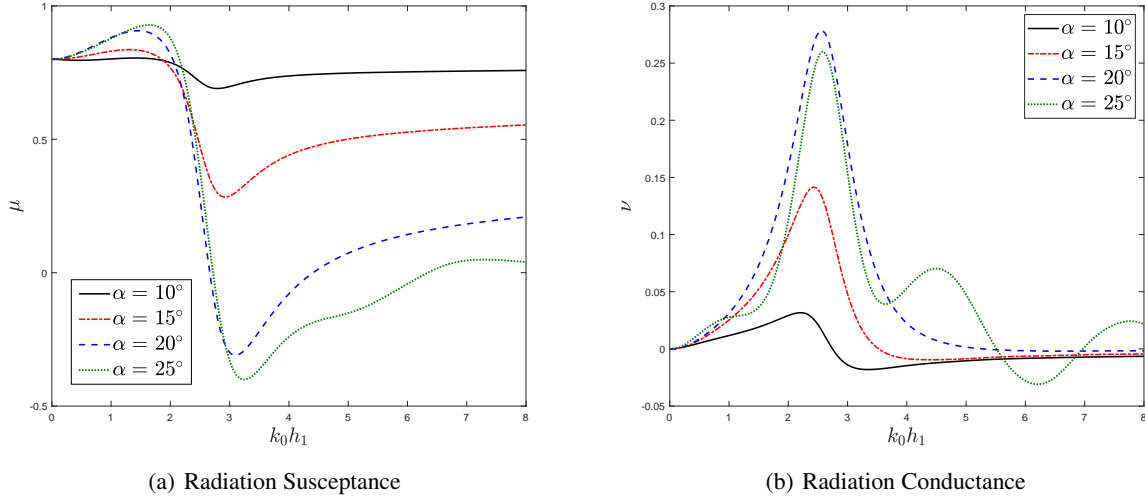 1
0.5
0
-0.5
μ
0 1 2 3 4 5 6 7 8
k₀h₁
α = 10°
α = 15°
α = 20°
α = 25°
(a) Radiation Susceptance
0.3
0.25
0.2
0.15
0.1
0.05
0
-0.05
ν
0 1 2 3 4 5 6 7 8
k₀h₁
α = 10°
α = 15°
α = 20°
α = 25°
(b) Radiation Conductance